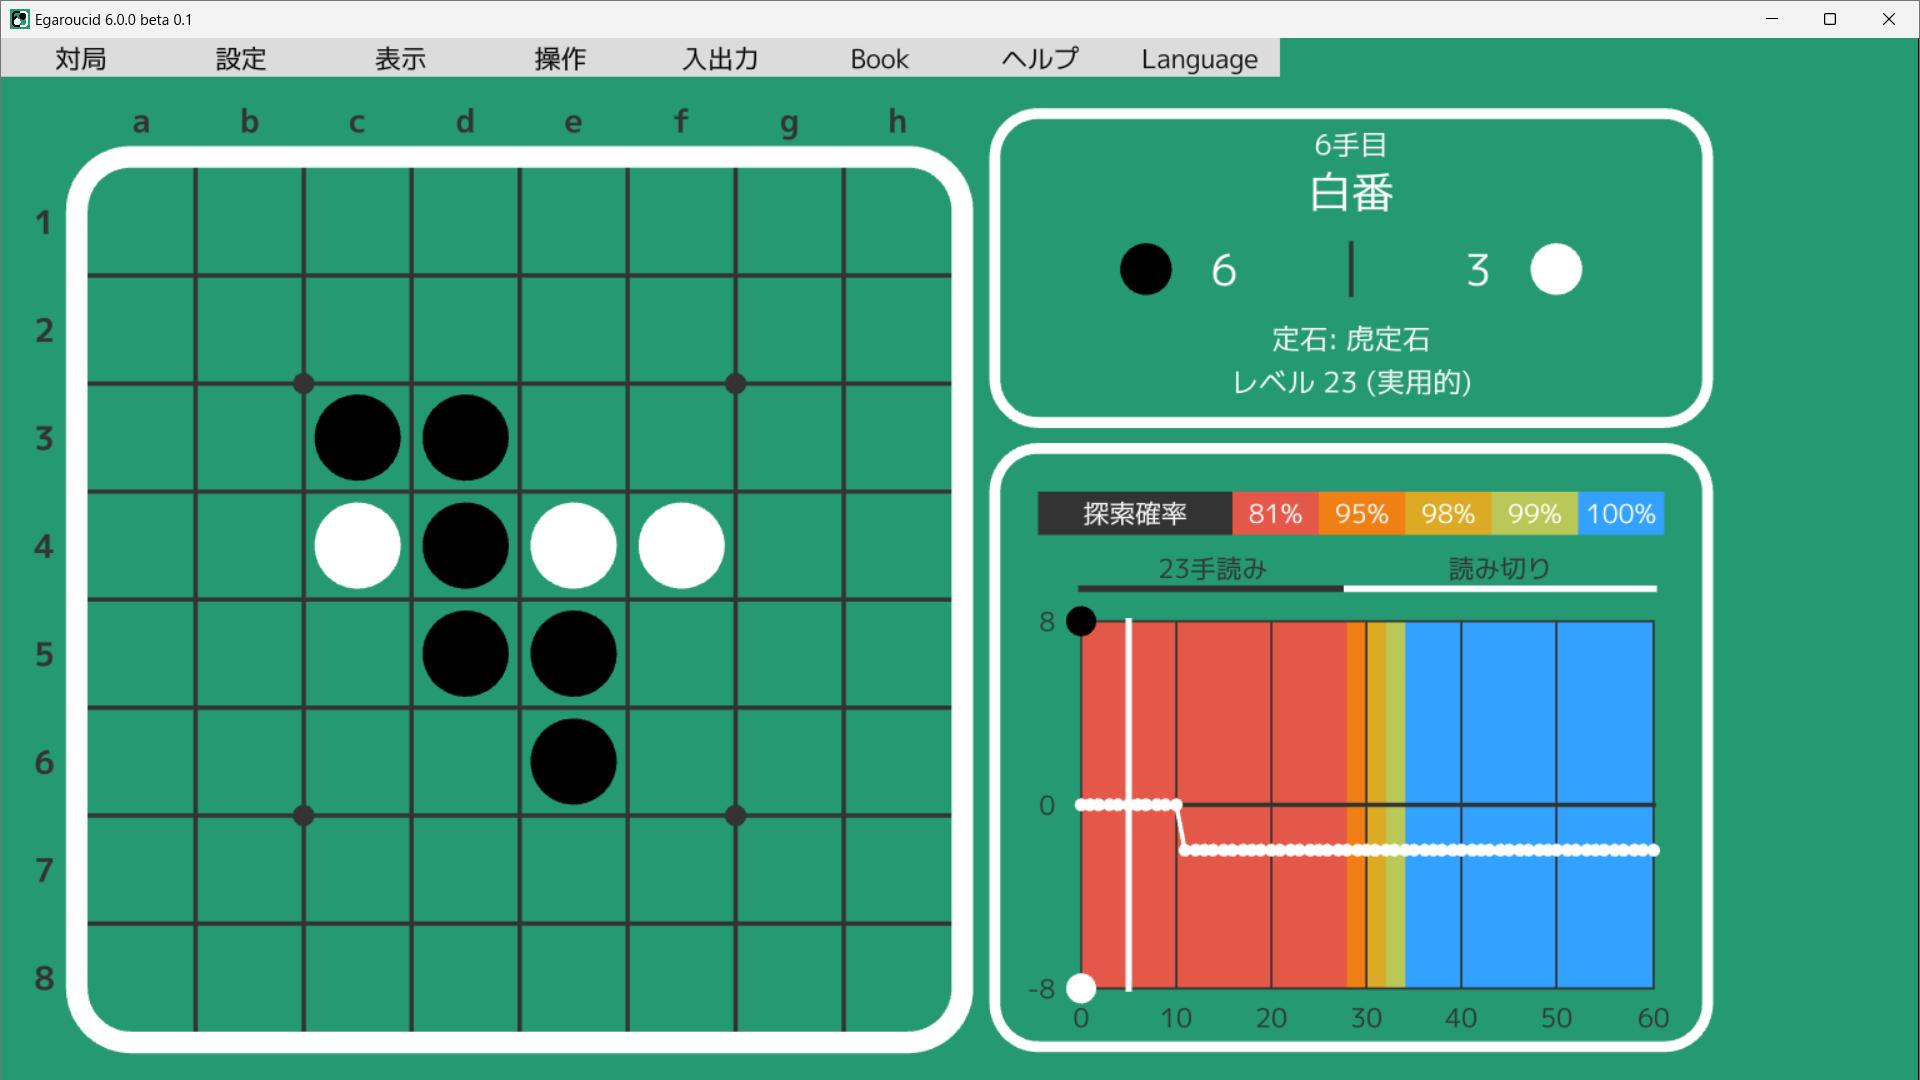 Egaroucid 6.0.0 beta 0.1
対局 設定 表示 操作 入出力 Book ヘルプ Language
a b c d e f g h
1
2
3
4
5
6
7
8
6手目
白番
6 3
定石: 虎定石
レベル 23 (実用的)
探索確率 81% 95% 98% 99% 100%
23手読み 読み切り
8
0
-8
0 10 20 30 40 50 60